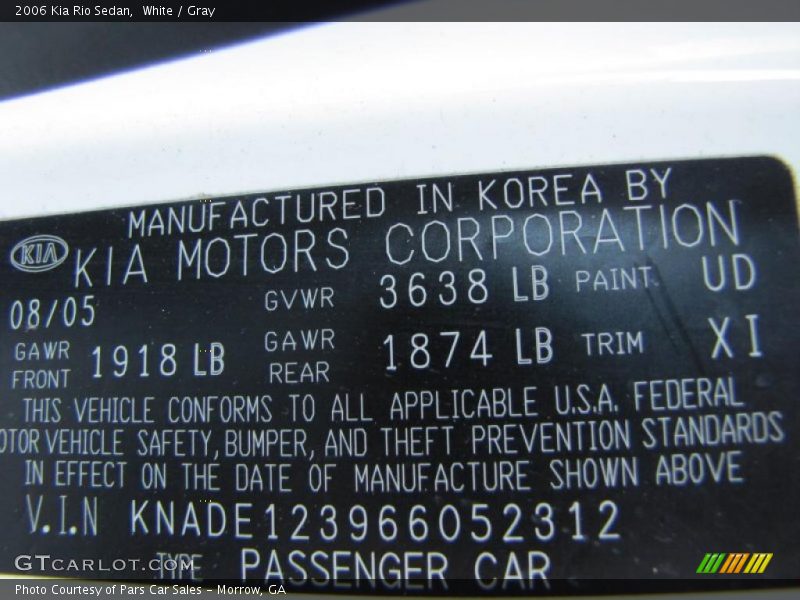 2006 Kia Rio Sedan, White / Gray
MANUFACTURED IN KOREA BY
KIA KIA MOTORS CORPORATION
08/05 GVWR 3638 LB PAINT UD
GAWR FRONT 1918 LB GAWR REAR 1874 LB TRIM XI
THIS VEHICLE CONFORMS TO ALL APPLICABLE U.S.A. FEDERAL
OTOR VEHICLE SAFETY, BUMPER, AND THEFT PREVENTION STANDARDS
IN EFFECT ON THE DATE OF MANUFACTURE SHOWN ABOVE
V.I.N KNADE123966052312
TYPE PASSENGER CAR
GTCARLOT.COM
Photo Courtesy of Pars Car Sales - Morrow, GA